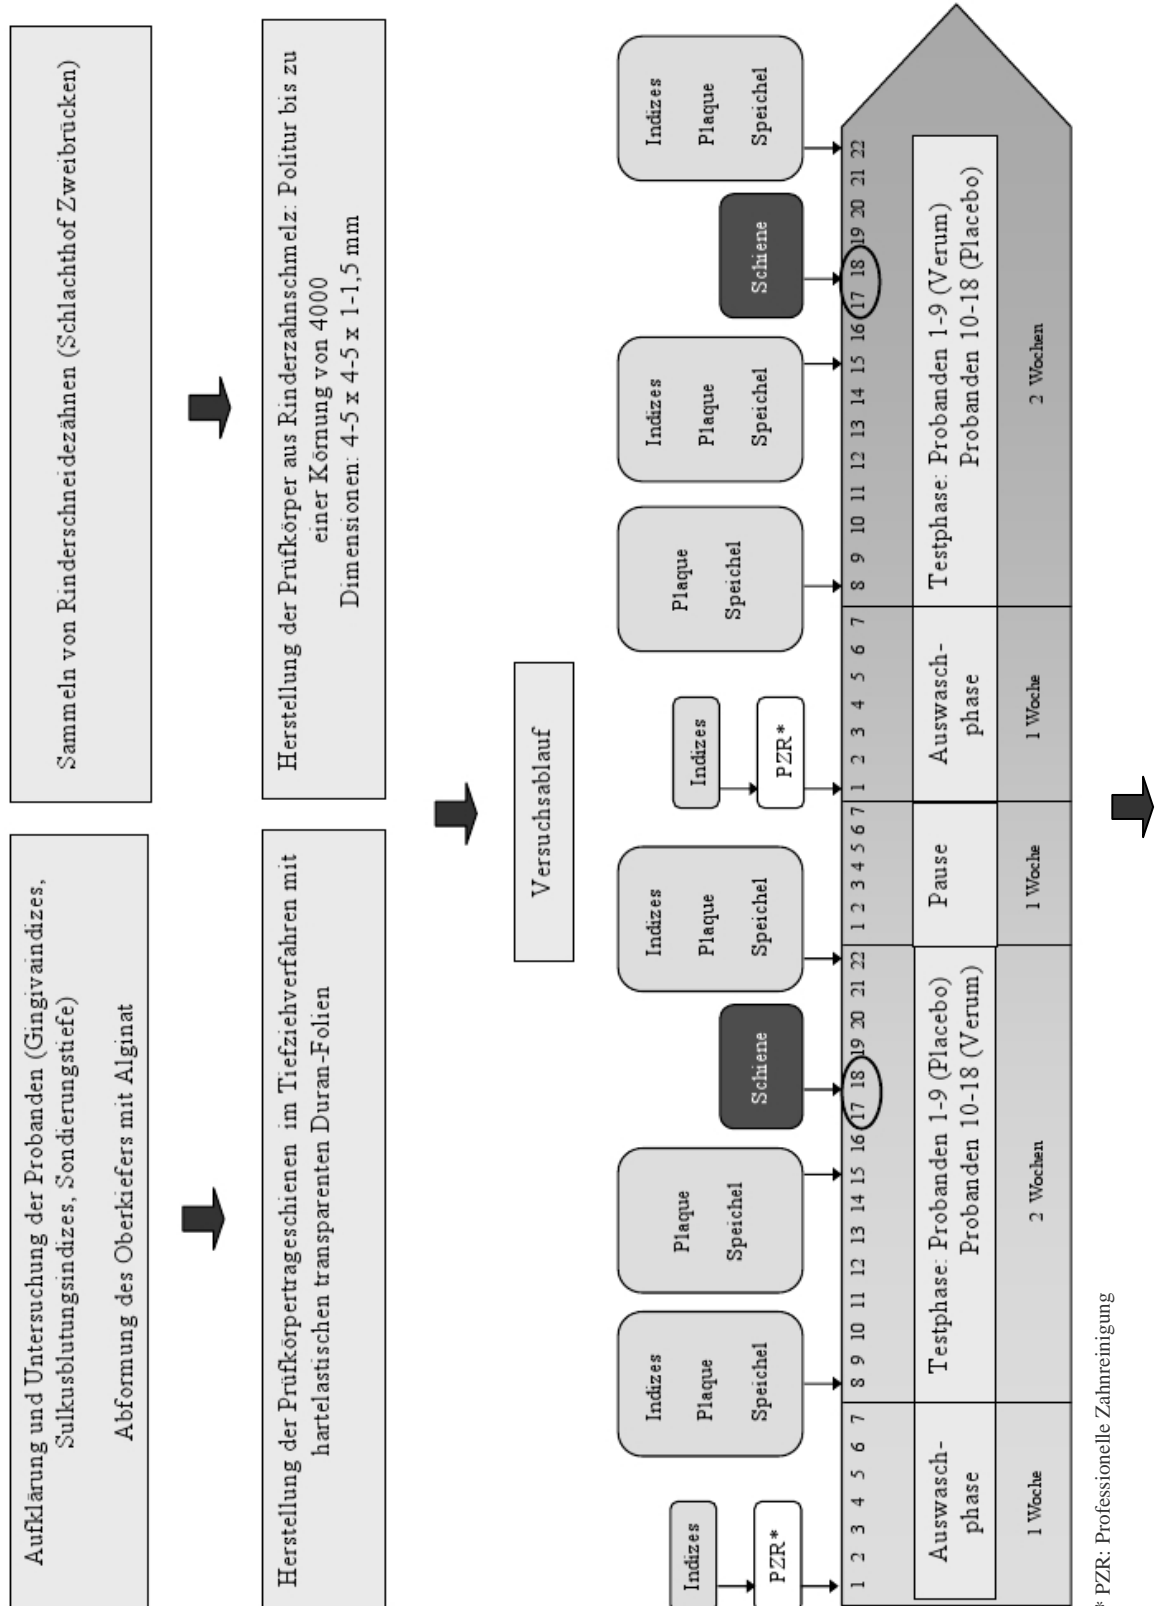 Aufklärung und Untersuchung der Probanden (Gingivaindizes,
Sulkusblutungsindizes, Sondierungstiefe)
Abformung des Oberkiefers mit Alginat
Sammeln von Rinderschneidezähnen (Schlachthof Zweibrücken)
Herstellung der Prüfkörpertrageschienen im Tiefziehverfahren mit
hartelastischen transparenten Duran-Folien
Herstellung der Prüfkörper aus Rinderzahnschmelz: Politur bis zu
einer Körnung von 4000
Dimensionen: 4-5 x 4-5 x 1-1,5 mm
Versuchsablauf
Indizes
PZR*
Indizes
Plaque
Speichel
Plaque
Speichel
Schiene
Indizes
Plaque
Speichel
Indizes
PZR*
Plaque
Speichel
Indizes
Plaque
Speichel
Schiene
Indizes
Plaque
Speichel
1 2 3 4 5 6 7 8 9 10 11 12 13 14 15 16 17 18 19 20 21 22 1 2 3 4 5 6 7 1 2 3 4 5 6 7 8 9 10 11 12 13 14 15 16 17 18 19 20 21 22
Auswasch-
phase
Testphase: Probanden 1-9 (Placebo)
Probanden 10-18 (Verum)
Pause
Auswasch-
phase
Testphase: Probanden 1-9 (Verum)
Probanden 10-18 (Placebo)
1 Woche
2 Wochen
1 Woche
1 Woche
2 Wochen
* PZR: Professionelle Zahnreinigung